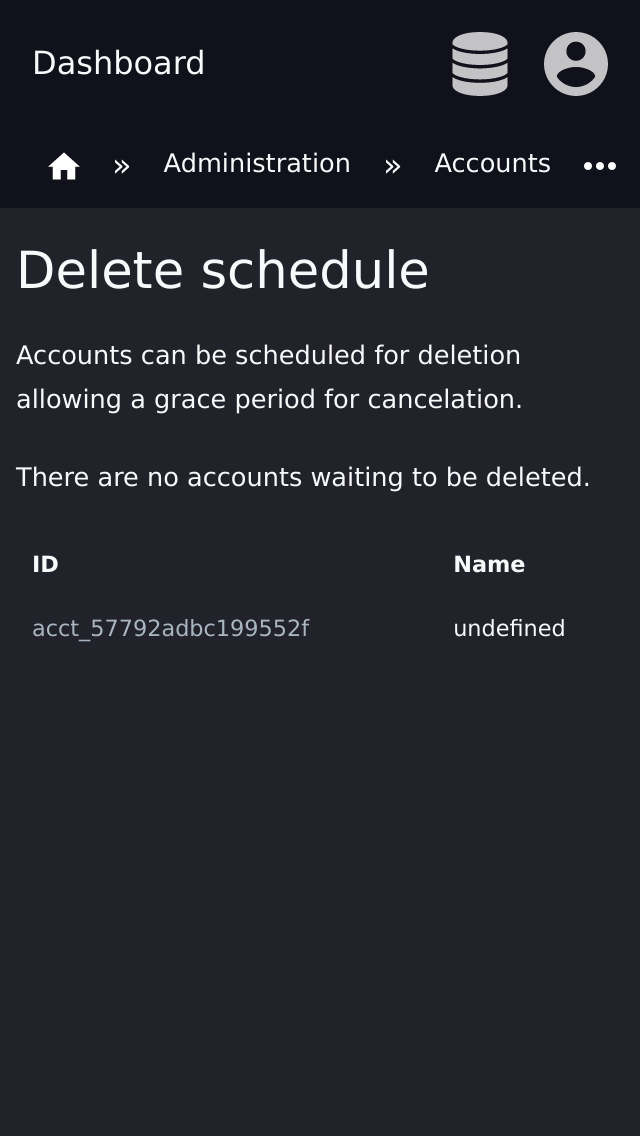 Dashboard
» Administration » Accounts
Delete schedule
Accounts can be scheduled for deletion
allowing a grace period for cancelation.
There are no accounts waiting to be deleted.
ID Name
acct_57792adbc199552f undefined